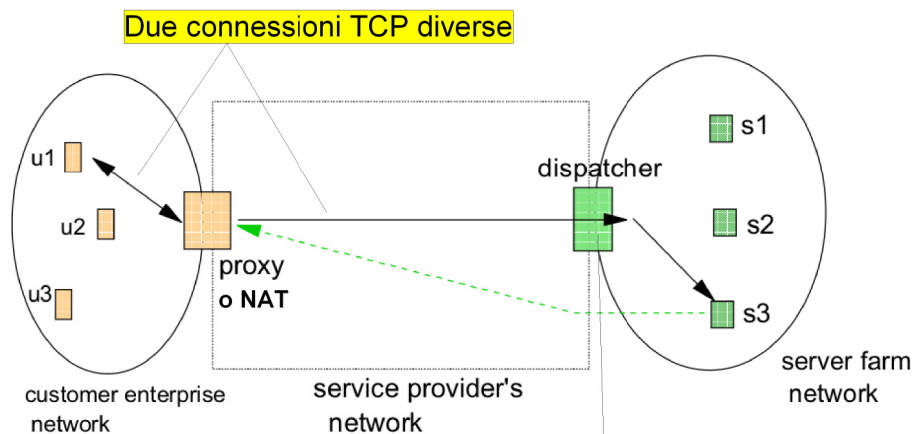 Due connessioni TCP diverse
s1
dispatcher
u1
u2
s2
proxy
o NAT
u3
s3
customer enterprise
network
service provider's
network
server farm
network